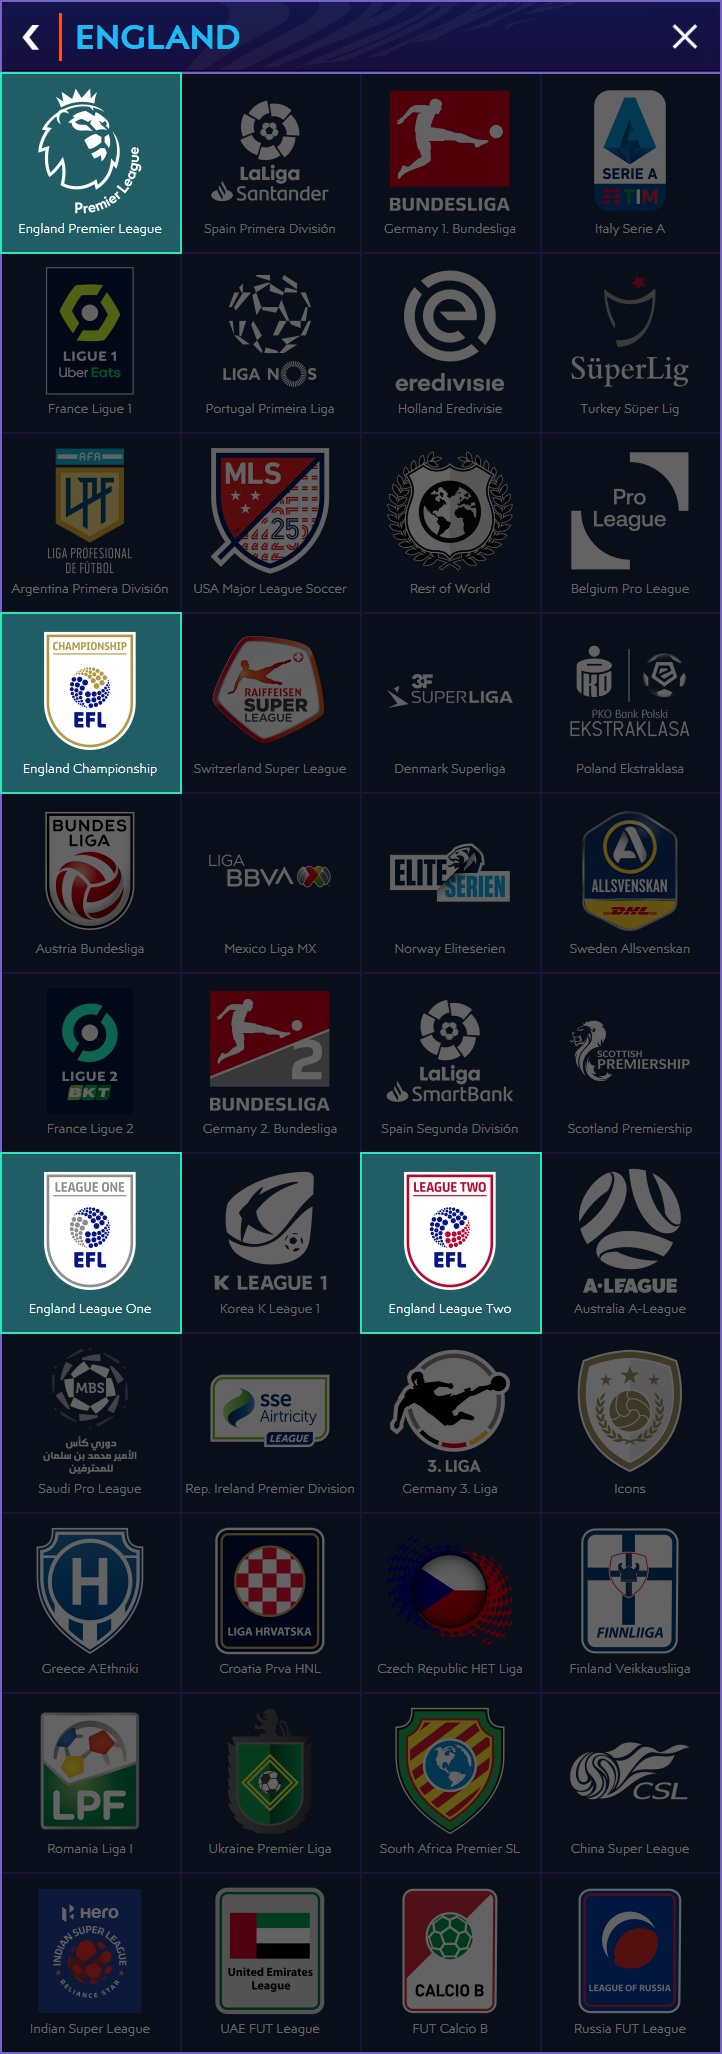 ENGLAND
Premier League
England Premier League
LaLiga
Santander
Spain Primera División
BUNDESLIGA
Germany 1. Bundesliga
SERIE A
TIM
Italy Serie A
LIGUE 1
Uber Eats
France Ligue 1
LIGA NOS
Portugal Primeira Liga
eredivisie
Holland Eredivisie
SüperLig
Turkey Süper Lig
AFA
LPF
LIGA PROFESIONAL
DE FÚTBOL
Argentina Primera División
MLS
25
USA Major League Soccer
Rest of World
Pro
League
Belgium Pro League
CHAMPIONSHIP
EFL
England Championship
RAIFFEISEN
SUPER
LEAGUE
Switzerland Super League
3F
SUPERLIGA
Denmark Superliga
PKO Bank Polski
EKSTRAKLASA
Poland Ekstraklasa
BUNDES
LIGA
Austria Bundesliga
LIGA
BBVA
Mexico Liga MX
ELITE
SERIEN
Norway Eliteserien
ALLSVENSKAN
DHL
Sweden Allsvenskan
LIGUE 2
BKT
France Ligue 2
2
BUNDESLIGA
Germany 2. Bundesliga
LaLiga
SmartBank
Spain Segunda División
SCOTTISH
PREMIERSHIP
Scotland Premiership
LEAGUE ONE
EFL
England League One
K LEAGUE 1
Korea K League 1
LEAGUE TWO
EFL
England League Two
A-LEAGUE
Australia A-League
MBS
دوري كأس
الأمير محمد بن سلمان
للمحترفين
Saudi Pro League
sse
Airtricity
LEAGUE
Rep. Ireland Premier Division
3. LIGA
Germany 3. Liga
Icons
H
Greece A'Ethniki
LIGA HRVATSKA
Croatia Prva HNL
Czech Republic HET Liga
FINNLIIGA
Finland Veikkausliiga
LPF
Romania Liga I
Ukraine Premier Liga
South Africa Premier SL
CSL
China Super League
Hero
INDIAN SUPER LEAGUE
RELIANCE STAR
Indian Super League
United Emirates
League
UAE FUT League
CALCIO B
FUT Calcio B
LEAGUE OF RUSSIA
Russia FUT League